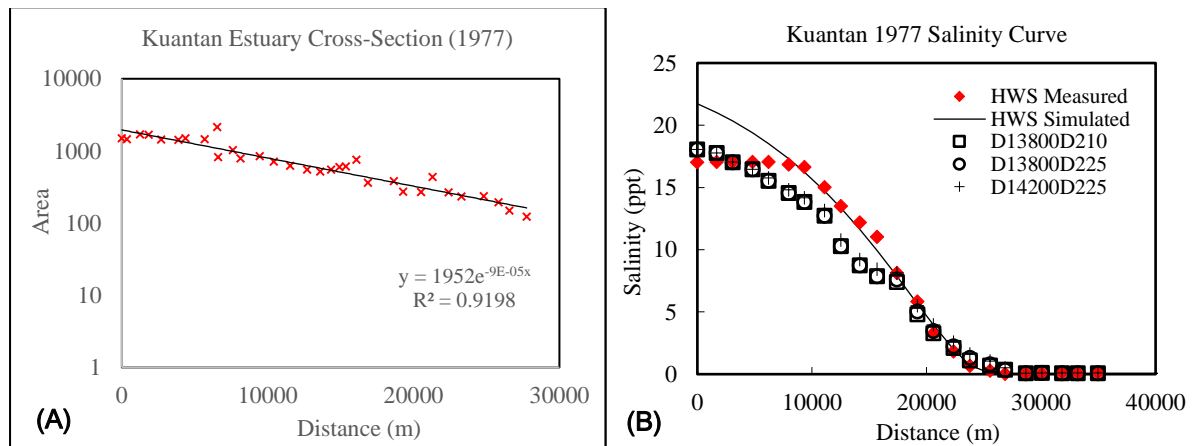 Kuantan Estuary Cross-Section (1977)
10000
1000
100
10
1
Area
y = 1952e^-9E-05x
R² = 0.9198
0 10000 20000 30000
Distance (m)
(A)
Kuantan 1977 Salinity Curve
25
20
15
10
5
0
Salinity (ppt)
HWS Measured
HWS Simulated
D13800D210
D13800D225
D14200D225
0 10000 20000 30000 40000
Distance (m)
(B)